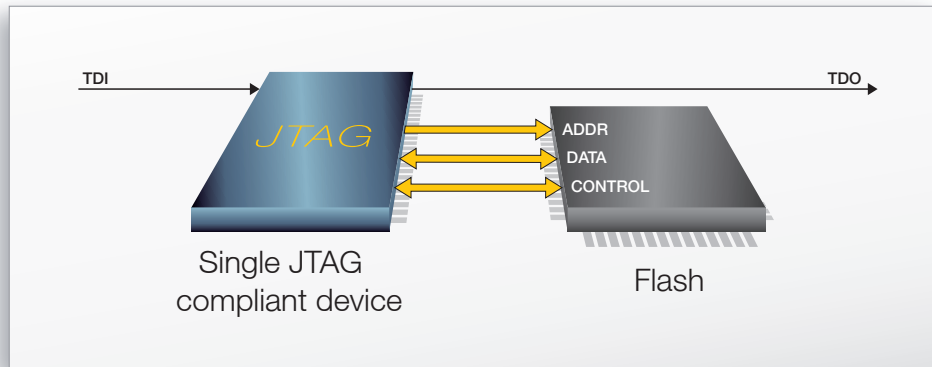 TDI
TDO
JTAG
ADDR
DATA
CONTROL
Single JTAG
compliant device
Flash